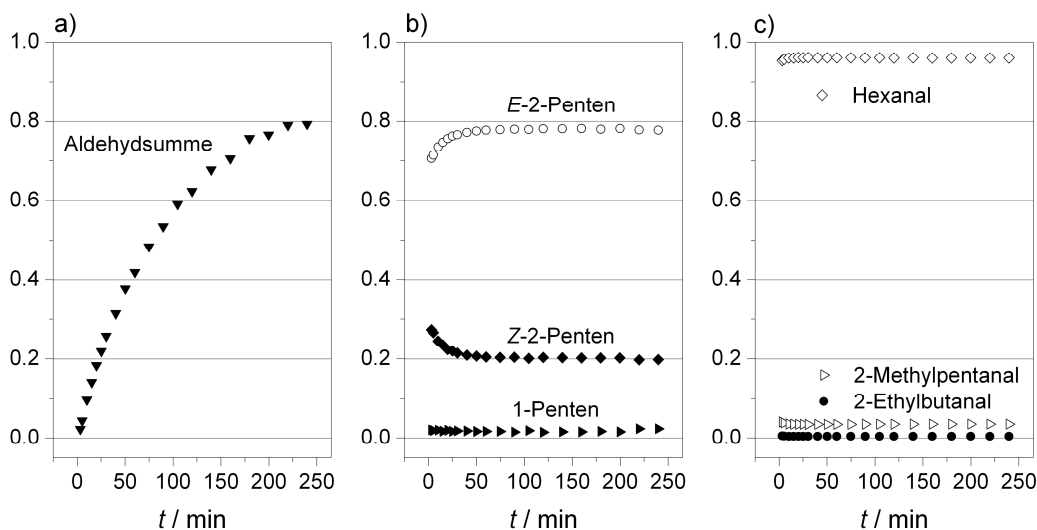 a)
1.0
0.8
0.6
0.4
0.2
0.0
Aldehydsumme
0 50 100 150 200 250
t / min
b)
1.0
0.8
0.6
0.4
0.2
0.0
E-2-Penten
Z-2-Penten
1-Penten
0 50 100 150 200 250
t / min
c)
1.0
0.8
0.6
0.4
0.2
0.0
Hexanal
2-Methylpentanal
2-Ethylbutanal
0 50 100 150 200 250
t / min